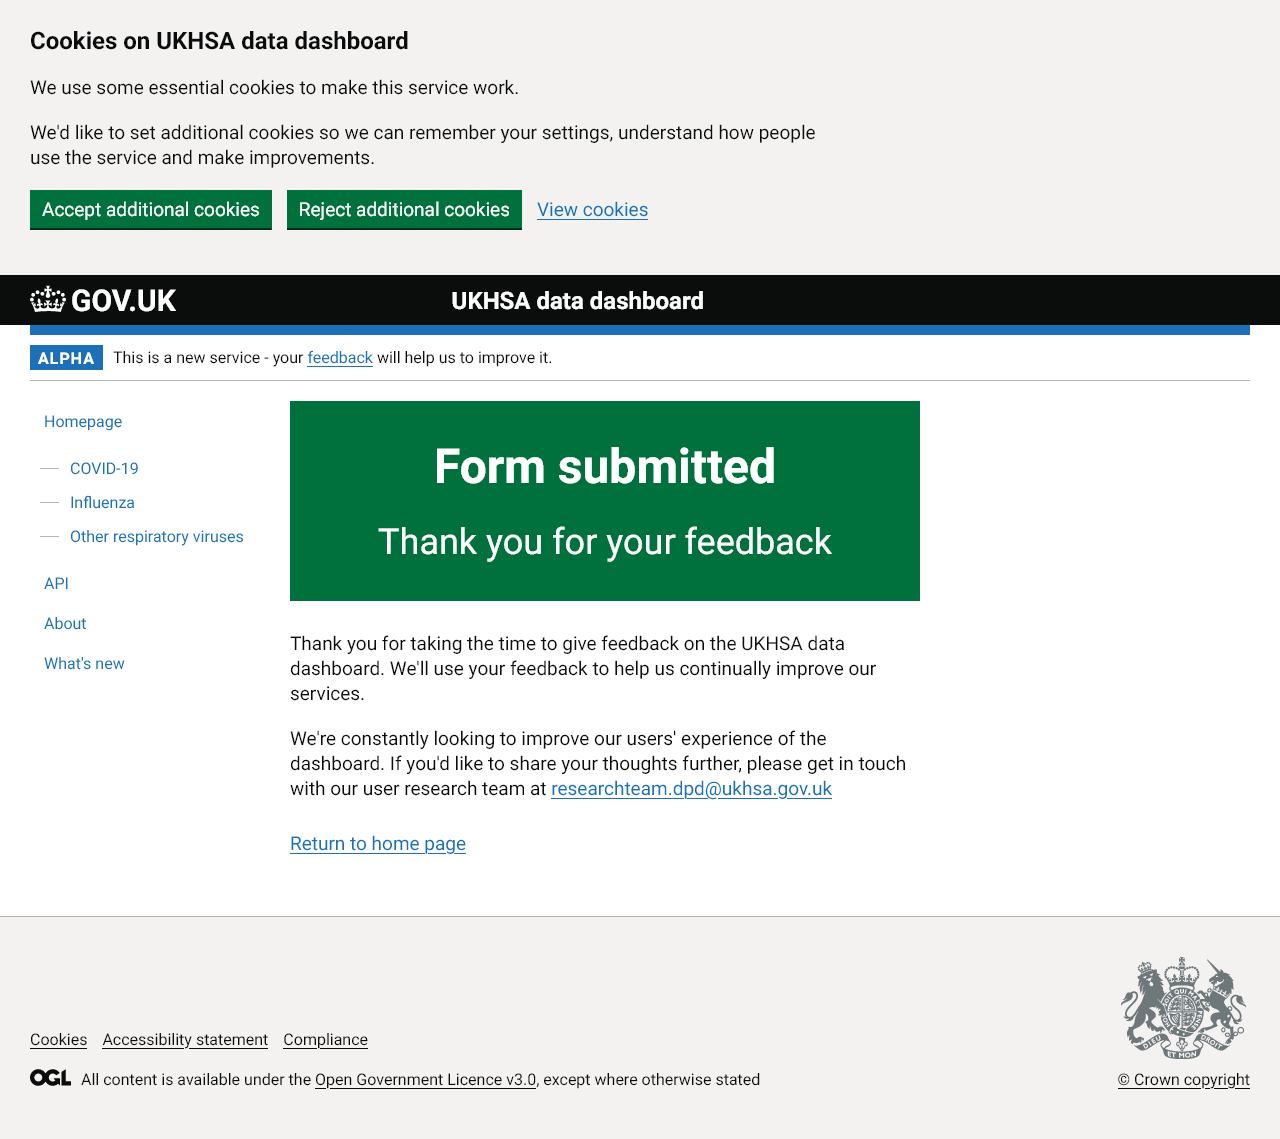 Cookies on UKHSA data dashboard
We use some essential cookies to make this service work.
We'd like to set additional cookies so we can remember your settings, understand how people
use the service and make improvements.
Accept additional cookies Reject additional cookies View cookies
GOV.UK UKHSA data dashboard
ALPHA This is a new service - your feedback will help us to improve it.
Homepage
COVID-19
Influenza
Other respiratory viruses
API
About
What's new
Form submitted
Thank you for your feedback
Thank you for taking the time to give feedback on the UKHSA data
dashboard. We'll use your feedback to help us continually improve our
services.
We're constantly looking to improve our users' experience of the
dashboard. If you'd like to share your thoughts further, please get in touch
with our user research team at researchteam.dpd@ukhsa.gov.uk
Return to home page
DIEU ET MON DROIT
Cookies Accessibility statement Compliance
OGL All content is available under the Open Government Licence v3.0, except where otherwise stated
© Crown copyright